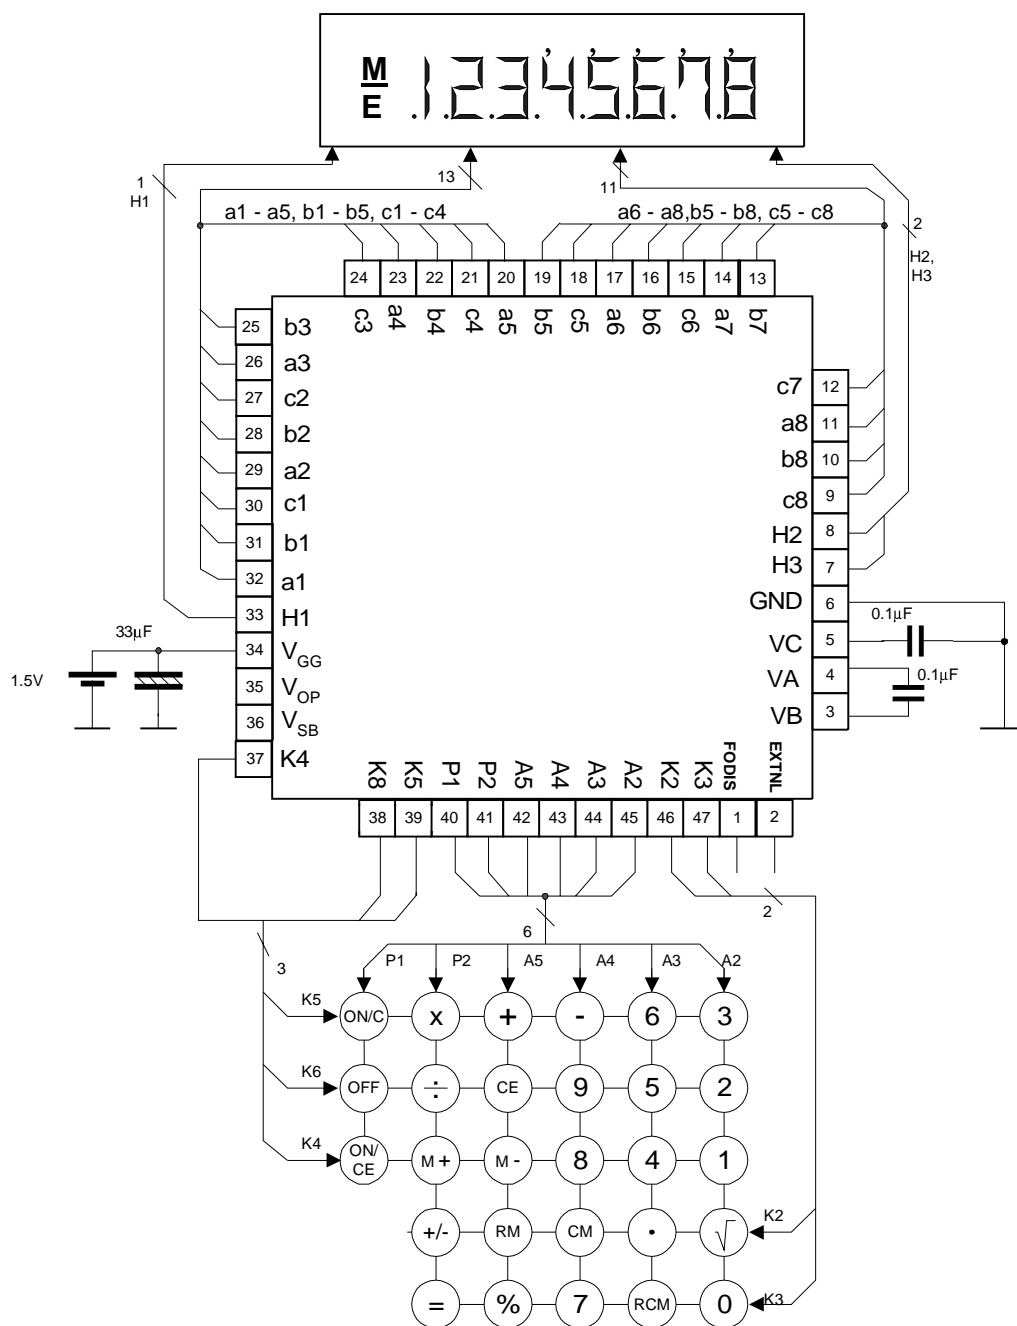 M
E
.1.2.3.'4.'5.'6.'7.'8
1
H1
13
11
2
H2,
H3
a1 - a5, b1 - b5, c1 - c4
a6 - a8,b5 - b8, c5 - c8
24 23 22 21 20 19 18 17 16 15 14 13
c3 a4 b4 c4 a5 b5 c5 a6 b6 c6 a7 b7
25 b3
26 a3
27 c2
28 b2
29 a2
30 c1
31 b1
32 a1
33 H1
34 VGG
35 VOP
36 VSB
37 K4
c7 12
a8 11
b8 10
c8 9
H2 8
H3 7
GND 6
VC 5
VA 4
VB 3
33µF
1.5V
0.1µF
0.1µF
K8 K5 P1 P2 A5 A4 A3 A2 K2 K3 FODIS EXTNL
38 39 40 41 42 43 44 45 46 47 1 2
2
6
3
P1 P2 A5 A4 A3 A2
K5 ON/C x + - 6 3
K6 OFF ÷ CE 9 5 2
K4 ON/
CE M + M - 8 4 1
+/- RM CM • √ K2
= % 7 RCM 0 K3